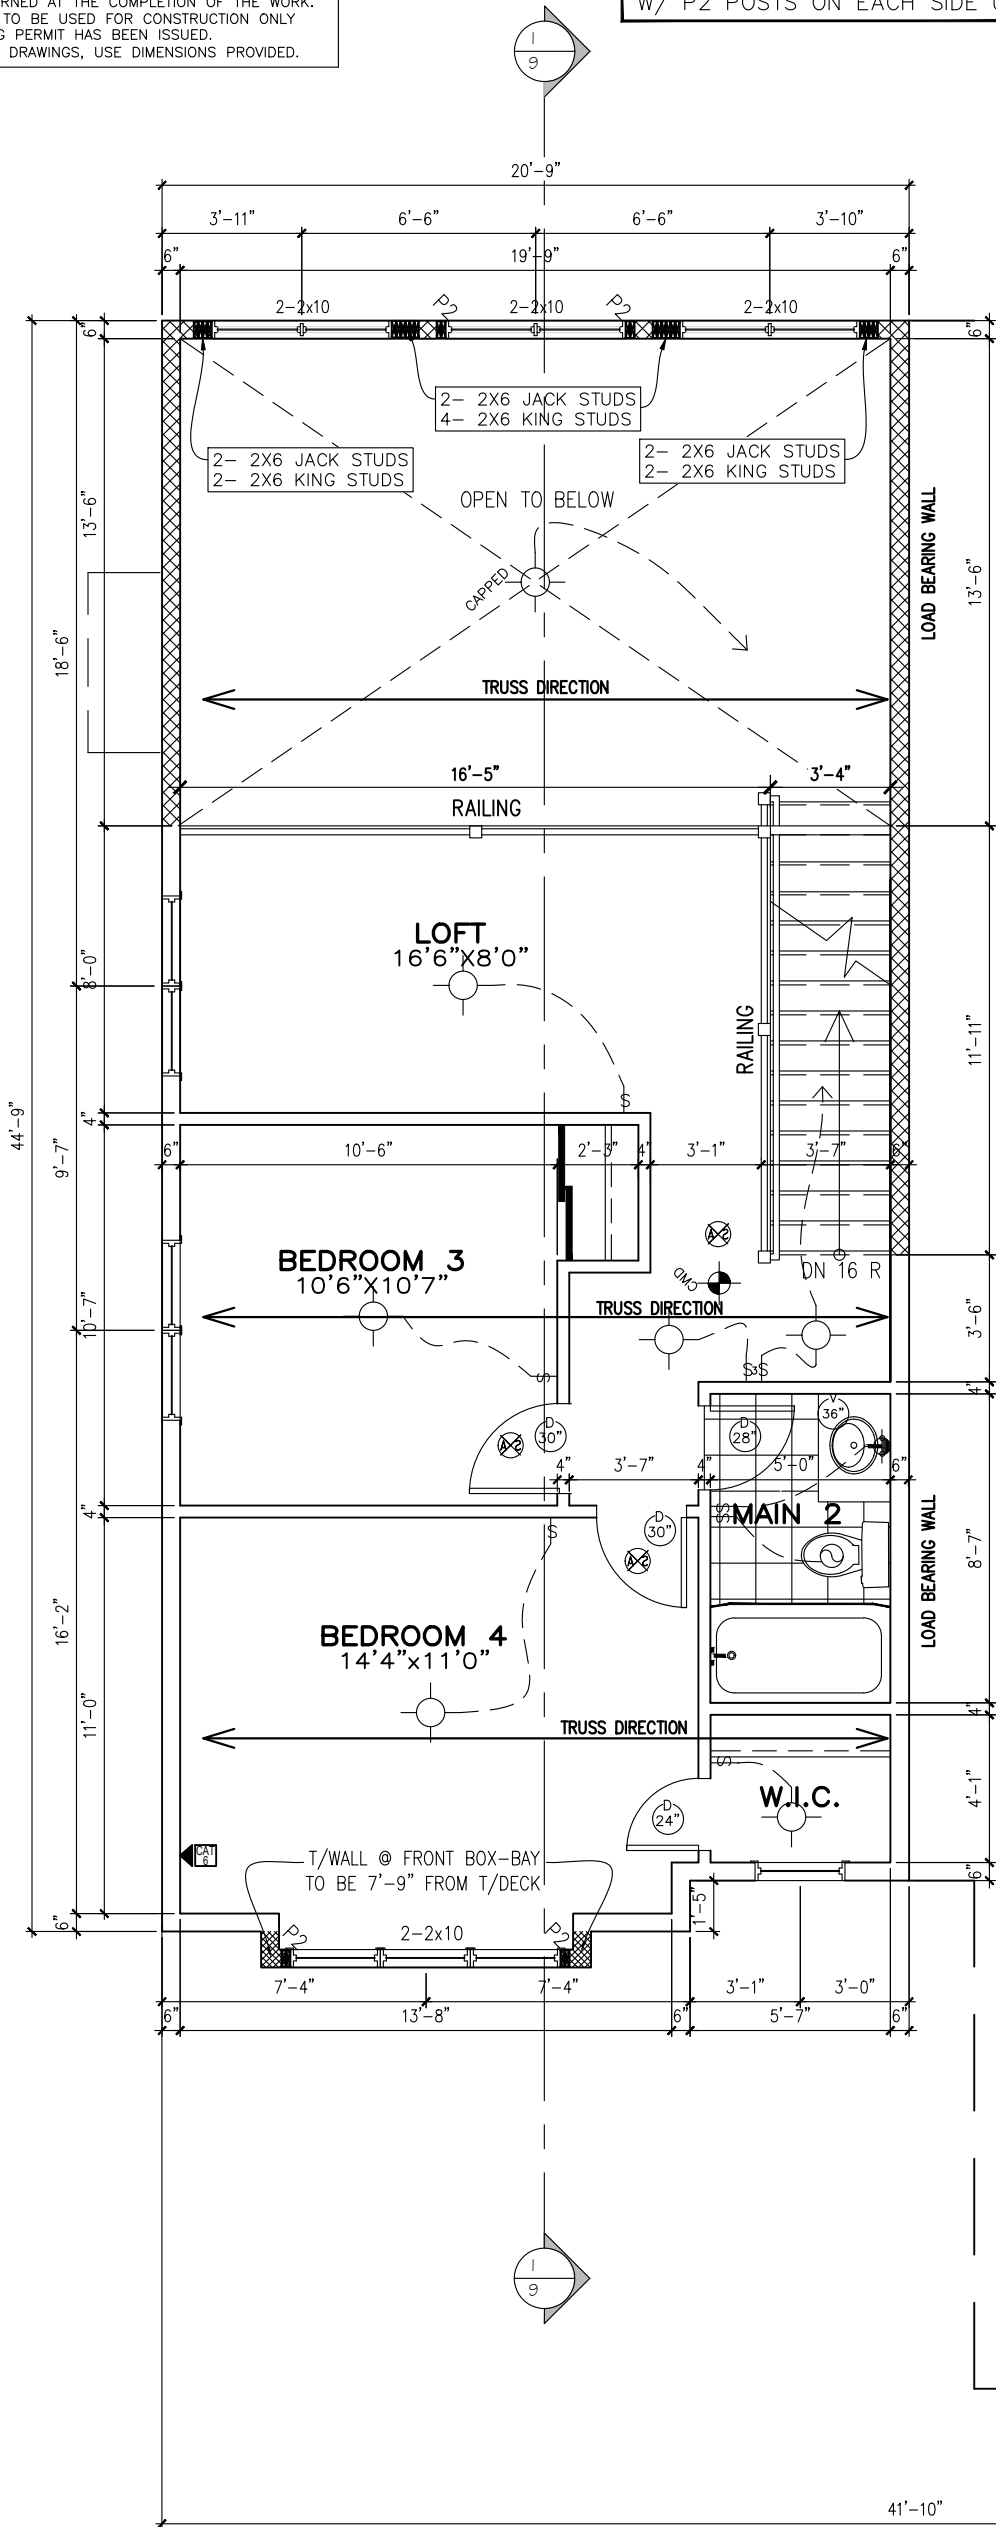 RNED AT THE COMPLETION OF THE WORK.
TO BE USED FOR CONSTRUCTION ONLY
G PERMIT HAS BEEN ISSUED.
DRAWINGS, USE DIMENSIONS PROVIDED.
W/ P2 POSTS ON EACH SIDE
1
9
20'-9"
3'-11" 6'-6" 6'-6" 3'-10"
6" 19'-9" 6"
2-2x10 P2 2-2x10 P2 2-2x10
6" 6"
2- 2X6 JACK STUDS
4- 2X6 KING STUDS
2- 2X6 JACK STUDS
2- 2X6 KING STUDS
2- 2X6 JACK STUDS
2- 2X6 KING STUDS
OPEN TO BELOW
CAPPED
13'-6"
18'-6"
LOAD BEARING WALL
13'-6"
TRUSS DIRECTION
16'-5" 3'-4"
RAILING
LOFT
16'6"X8'0"
8'-0"
RAILING
11'-11"
S
44'-9"
4"
9'-7"
6" 10'-6" 2'-3" 4" 3'-1" 3'-7" 6"
S/A
BEDROOM 3
10'6"X10'7"
CMD
DN 16 R
TRUSS DIRECTION
10'-7"
3'-6"
S3S
S
4"
V
36"
D
30"
D
28"
S/A
4" 3'-7" 4" 5'-0" 6"
4"
MAIN 2
SS
S
D
30"
S/A
LOAD BEARING WALL
8'-7"
16'-2"
BEDROOM 4
14'4"x11'0"
11'-0"
4"
TRUSS DIRECTION
S
W.I.C.
4'-1"
D
24"
CAT
6
T/WALL @ FRONT BOX-BAY
TO BE 7'-9" FROM T/DECK
6"
1'-5"
6"
P2 2-2x10 P2
7'-4" 7'-4" 3'-1" 3'-0"
6" 13'-8" 6" 5'-7" 6"
1
9
41'-10"